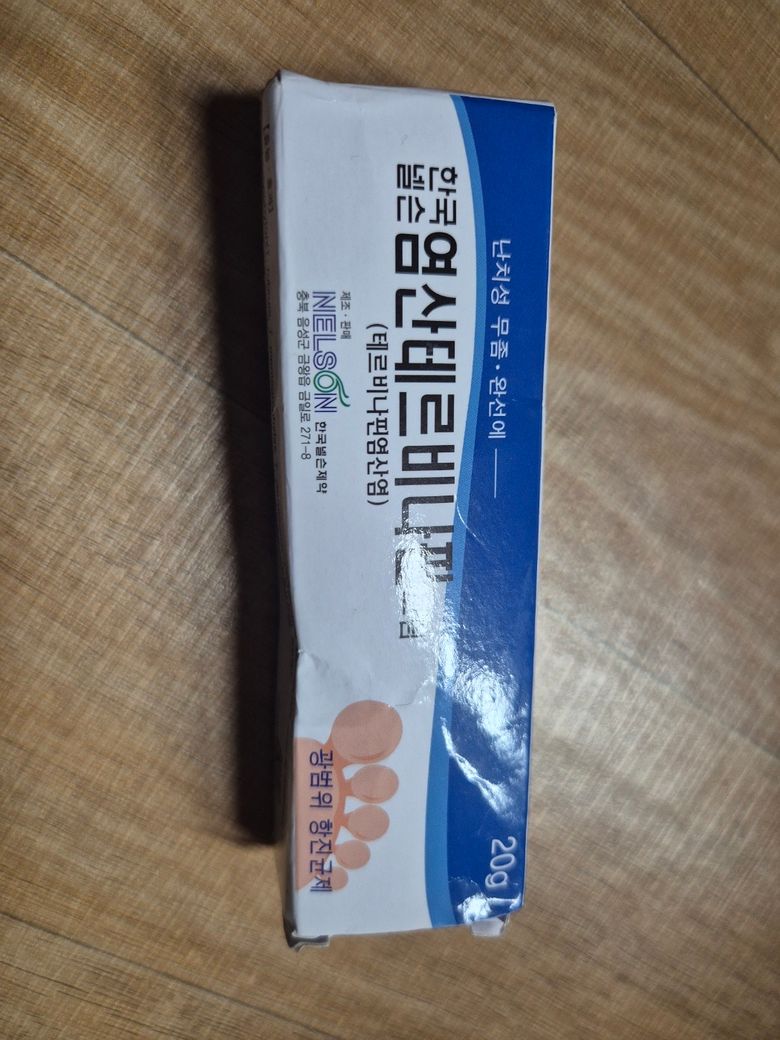 난치성 무좀·완선에
한국
넬슨
염산테르비나핀크림
(테르비나핀염산염)
제조·판매
NELSON 한국넬슨제약
충북 음성군 금왕읍 금일로 271-8
광범위 항진균제
20g